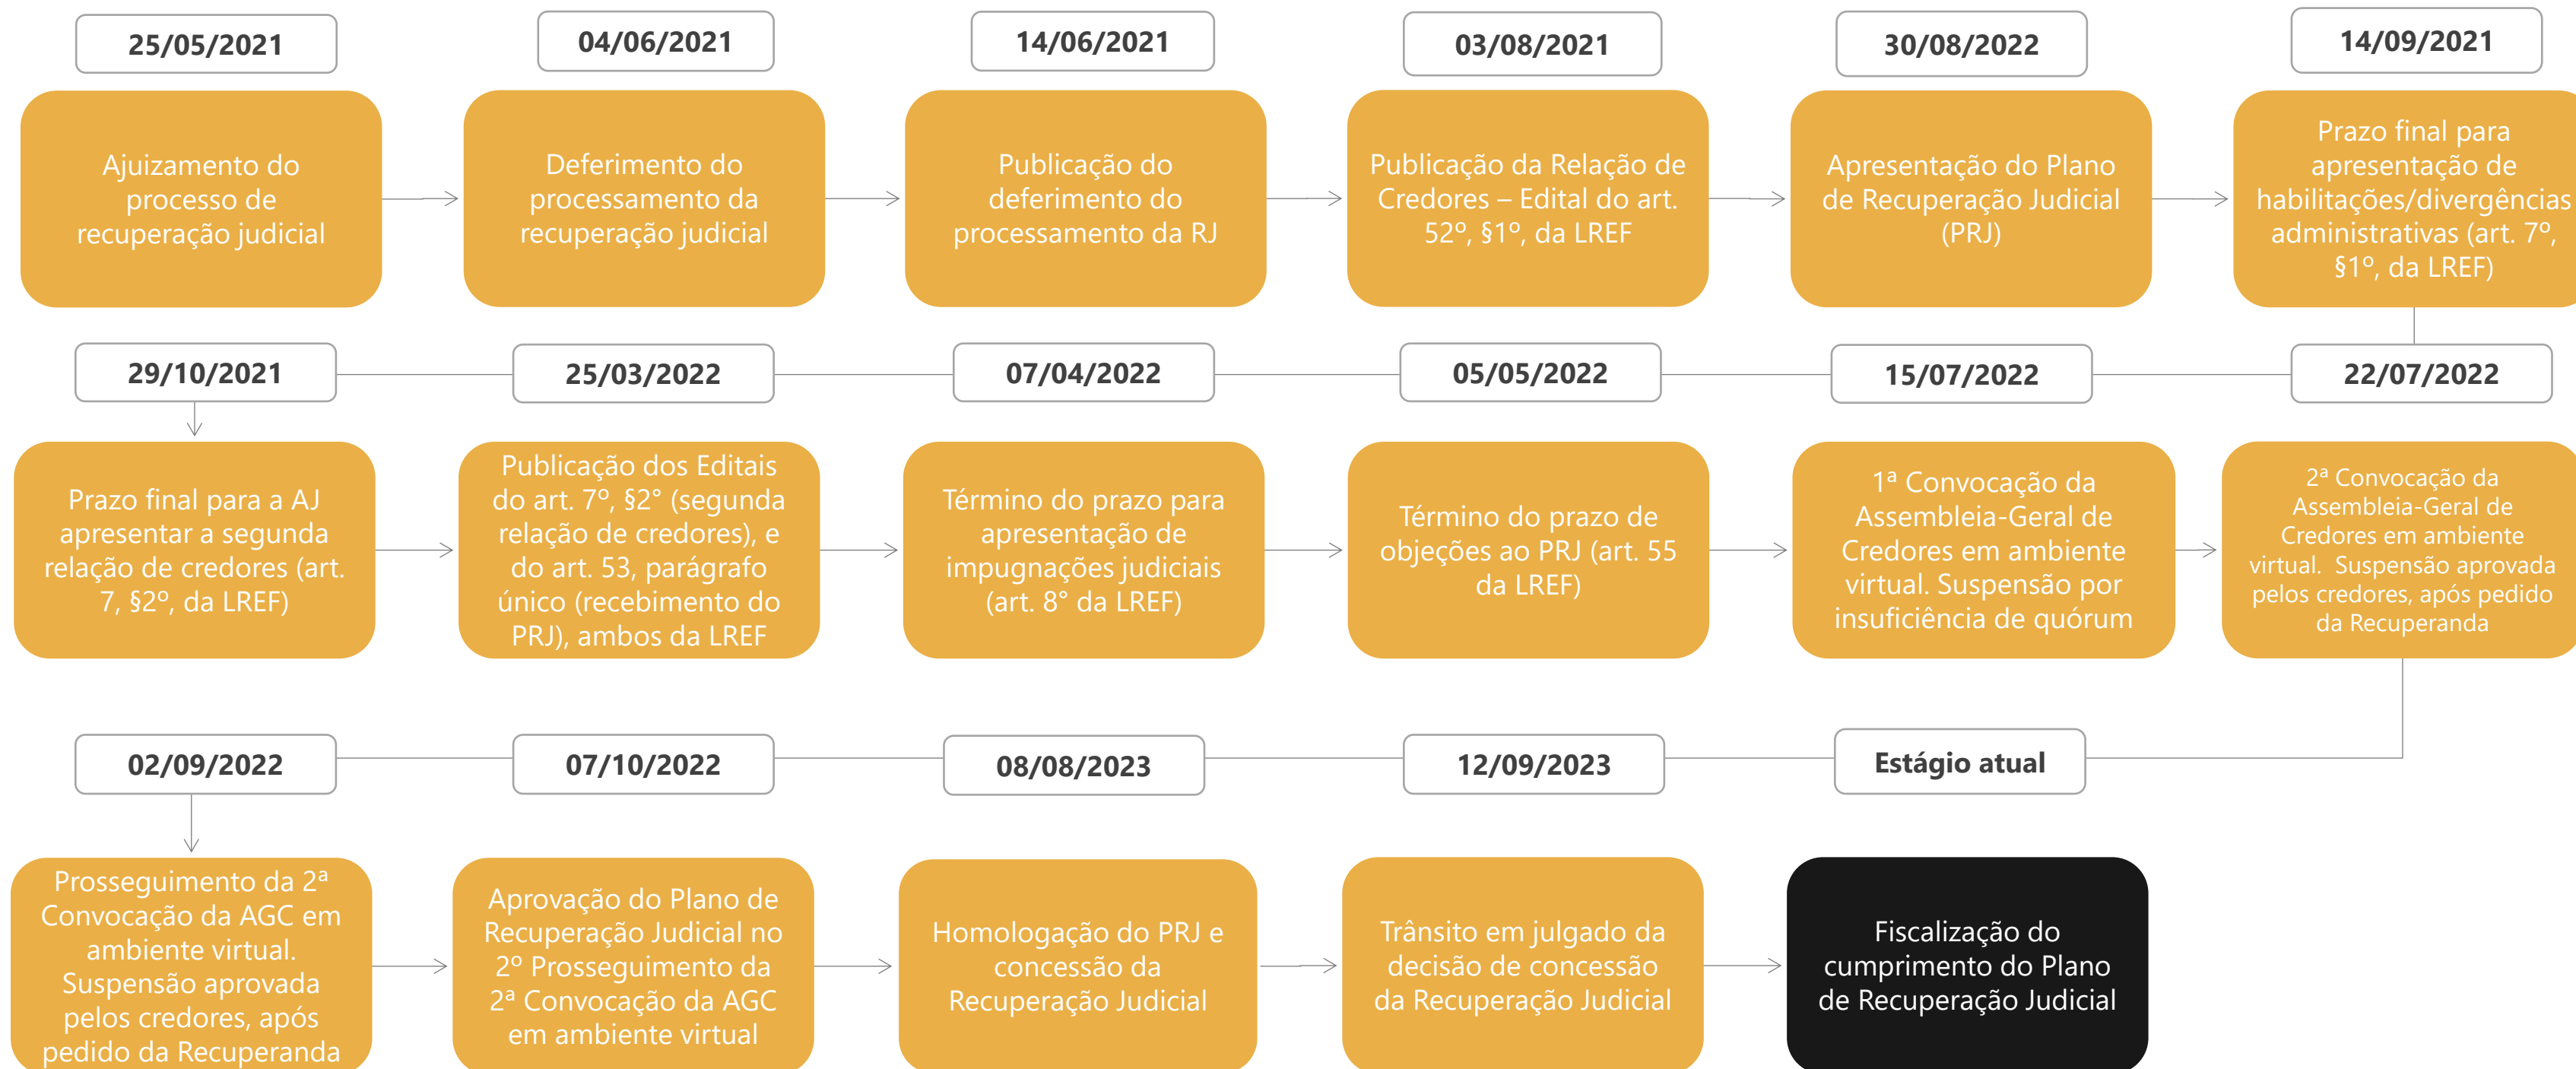 25/05/2021
04/06/2021
14/06/2021
03/08/2021
30/08/2022
14/09/2021
Ajuizamento do
processo de
recuperação judicial
Deferimento do
processamento da
recuperação judicial
Publicação do
deferimento do
processamento da RJ
Publicação da Relação de
Credores – Edital do art.
52º, §1º, da LREF
Apresentação do Plano
de Recuperação Judicial
(PRJ)
Prazo final para
apresentação de
habilitações/divergências
administrativas (art. 7º,
§1º, da LREF)
29/10/2021
25/03/2022
07/04/2022
05/05/2022
15/07/2022
22/07/2022
Prazo final para a AJ
apresentar a segunda
relação de credores (art.
7, §2º, da LREF)
Publicação dos Editais
do art. 7º, §2° (segunda
relação de credores), e
do art. 53, parágrafo
único (recebimento do
PRJ), ambos da LREF
Término do prazo para
apresentação de
impugnações judiciais
(art. 8° da LREF)
Término do prazo de
objeções ao PRJ (art. 55
da LREF)
1ª Convocação da
Assembleia-Geral de
Credores em ambiente
virtual. Suspensão por
insuficiência de quórum
2ª Convocação da
Assembleia-Geral de
Credores em ambiente
virtual.  Suspensão aprovada
pelos credores, após pedido
da Recuperanda
02/09/2022
07/10/2022
08/08/2023
12/09/2023
Estágio atual
Prosseguimento da 2ª
Convocação da AGC em
ambiente virtual.
Suspensão aprovada
pelos credores, após
pedido da Recuperanda
Aprovação do Plano de
Recuperação Judicial no
2º Prosseguimento da
2ª Convocação da AGC
em ambiente virtual
Homologação do PRJ e
concessão da
Recuperação Judicial
Trânsito em julgado da
decisão de concessão
da Recuperação Judicial
Fiscalização do
cumprimento do Plano
de Recuperação Judicial